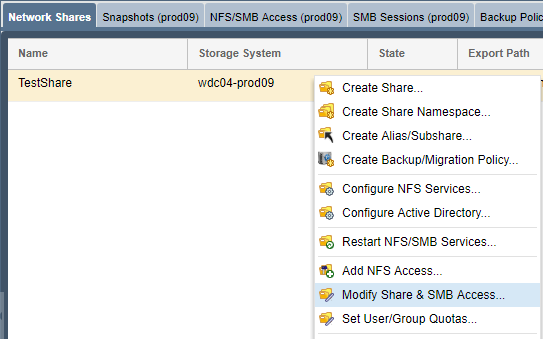 Network Shares Snapshots (prod09) NFS/SMB Access (prod09) SMB Sessions (prod09) Backup Polic
Name Storage System State Export Path
TestShare wdc04-prod09
Create Share...
Create Share Namespace...
Create Alias/Subshare...
Create Backup/Migration Policy...
Configure NFS Services...
Configure Active Directory...
Restart NFS/SMB Services...
Add NFS Access...
Modify Share & SMB Access...
Set User/Group Quotas...